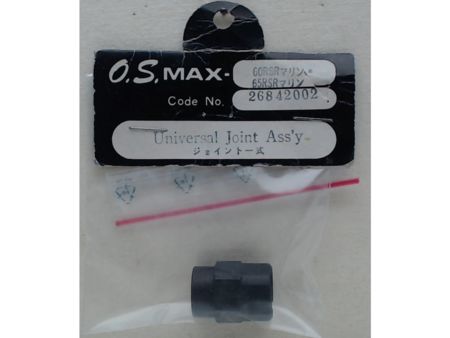 O.S. MAX-
60RSRマリン
65RSRマリン
Code No. 26842002
Universal Joint Ass'y
ジョイント一式